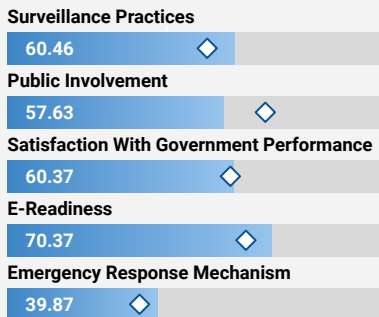 Surveillance Practices
60.46
Public Involvement
57.63
Satisfaction With Government Performance
60.37
E-Readiness
70.37
Emergency Response Mechanism
39.87